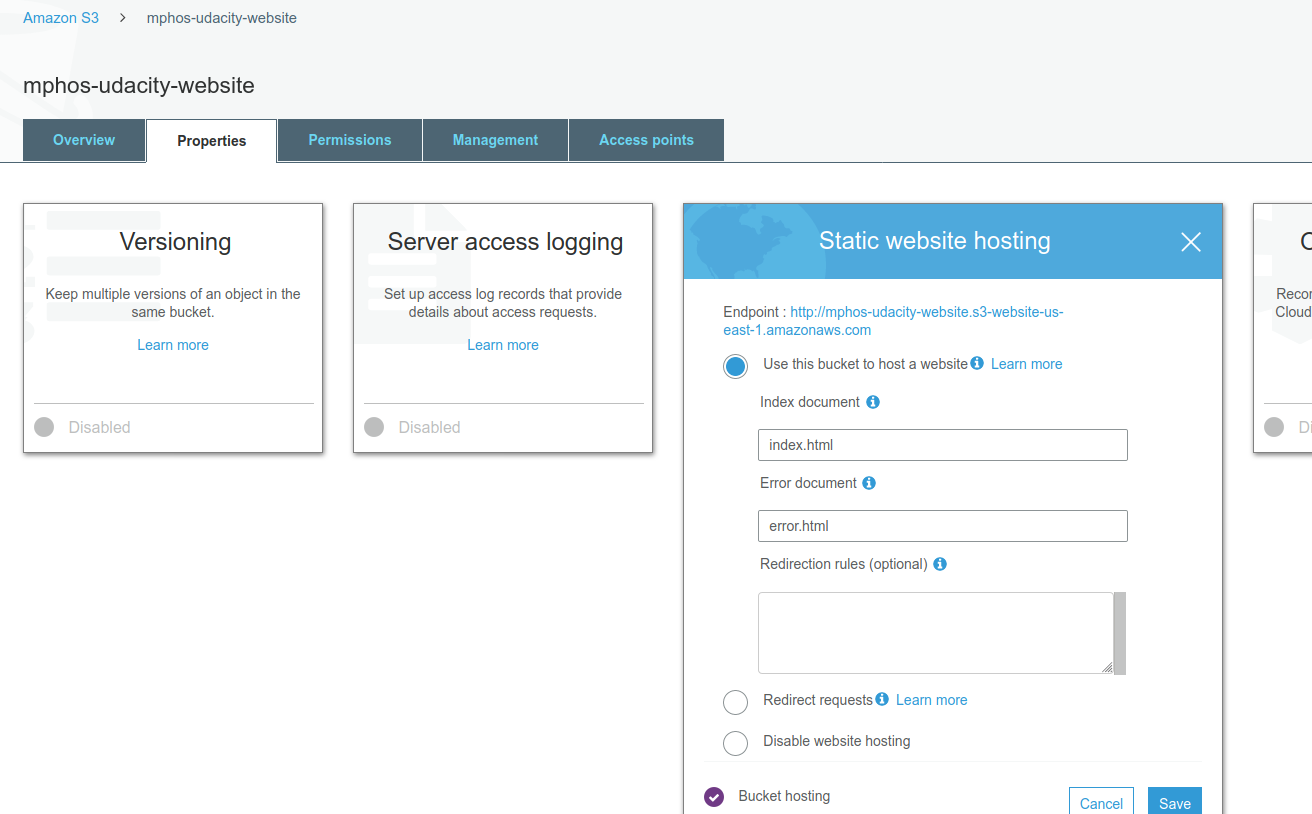 Amazon S3 > mphos-udacity-website
mphos-udacity-website
Overview
Properties
Permissions
Management
Access points
Versioning
Keep multiple versions of an object in the
same bucket.
Learn more
Disabled
Server access logging
Set up access log records that provide
details about access requests.
Learn more
Disabled
Static website hosting
Endpoint : http://mphos-udacity-website.s3-website-us-
east-1.amazonaws.com
Use this bucket to host a website Learn more
Index document
index.html
Error document
error.html
Redirection rules (optional)
Redirect requests Learn more
Disable website hosting
Bucket hosting
Cancel
Save